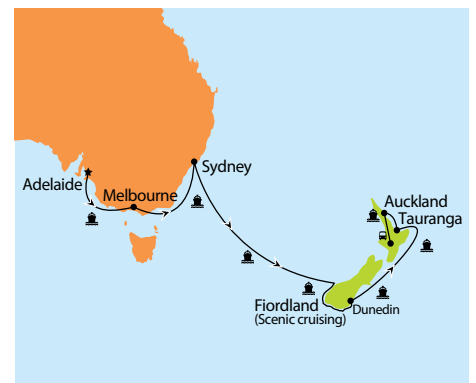 Sydney
Adelaide
Melbourne
Auckland
Tauranga
Fiordland
(Scenic cruising)
Dunedin